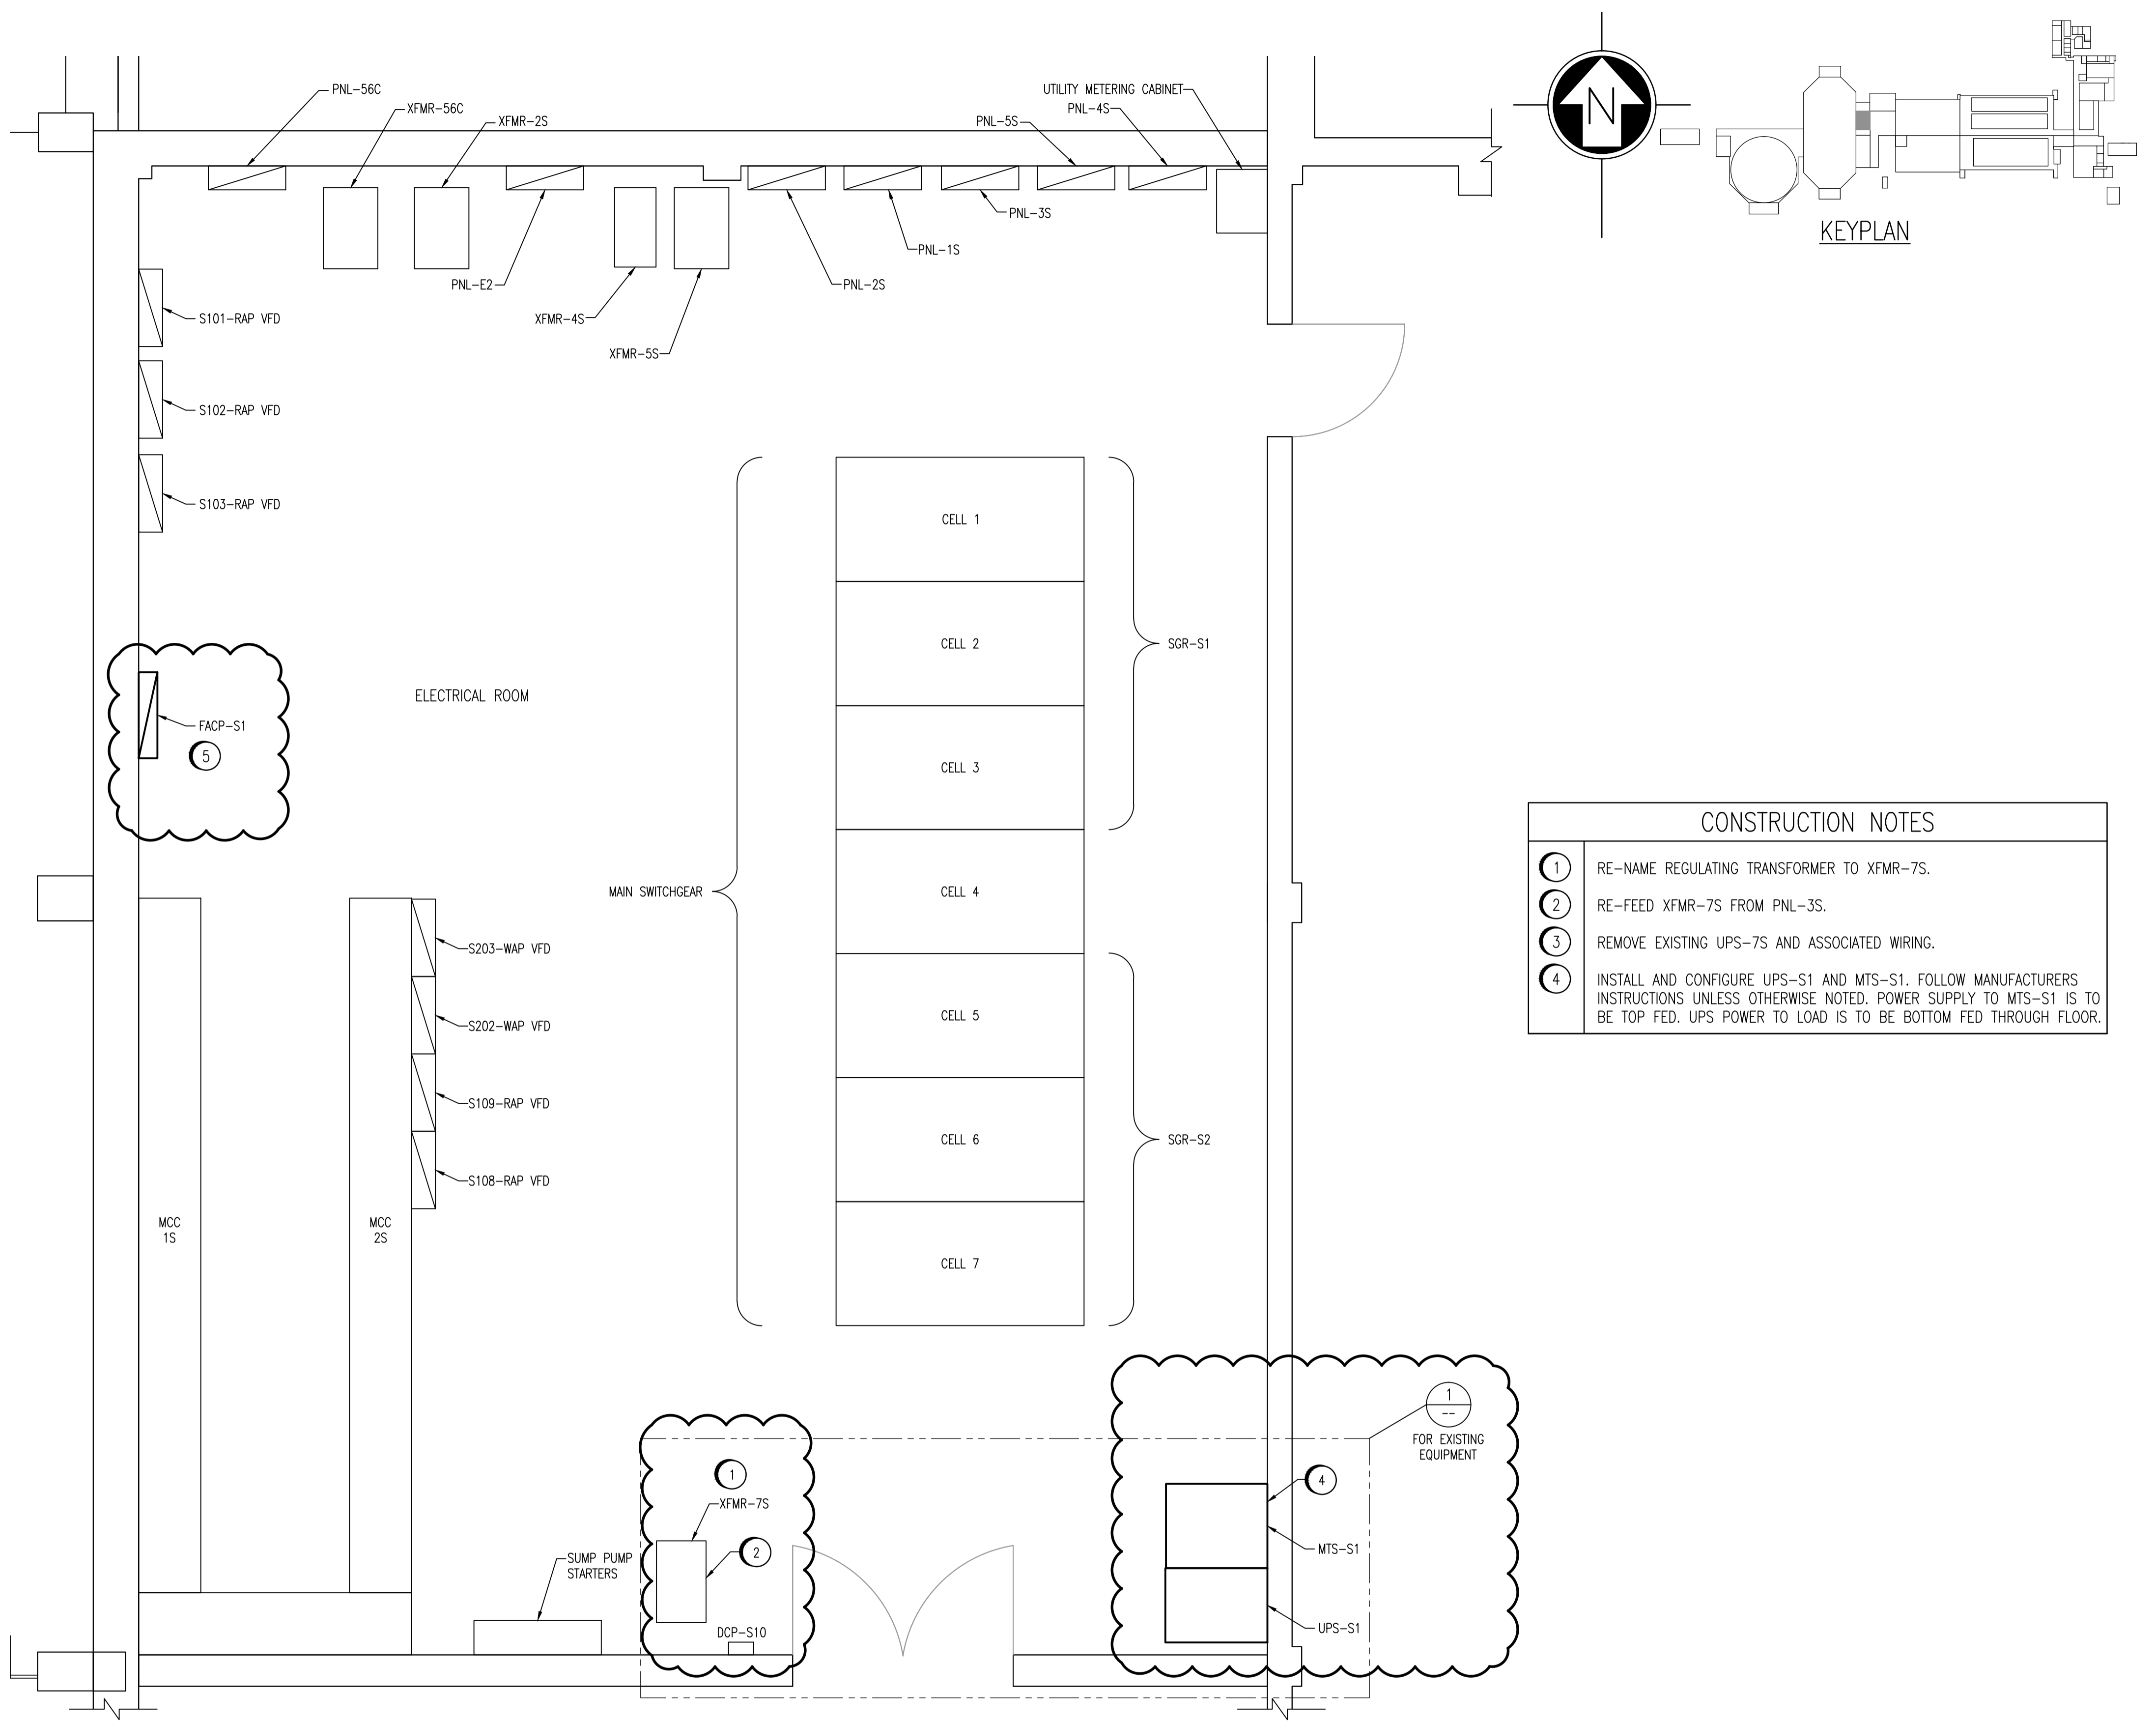 PNL-56C
XFMR-56C
XFMR-2S
UTILITY METERING CABINET
PNL-4S
PNL-5S
N
KEYPLAN
PNL-3S
PNL-1S
PNL-2S
PNL-E2
XFMR-4S
XFMR-5S
S101-RAP VFD
S102-RAP VFD
S103-RAP VFD
CELL 1
CELL 2
SGR-S1
ELECTRICAL ROOM
FACP-S1
5
CELL 3
MAIN SWITCHGEAR
CELL 4
CONSTRUCTION NOTES
1 RE-NAME REGULATING TRANSFORMER TO XFMR-7S.
2 RE-FEED XFMR-7S FROM PNL-3S.
3 REMOVE EXISTING UPS-7S AND ASSOCIATED WIRING.
4 INSTALL AND CONFIGURE UPS-S1 AND MTS-S1. FOLLOW MANUFACTURERS
INSTRUCTIONS UNLESS OTHERWISE NOTED. POWER SUPPLY TO MTS-S1 IS TO
BE TOP FED. UPS POWER TO LOAD IS TO BE BOTTOM FED THROUGH FLOOR.
S203-WAP VFD
S202-WAP VFD
S109-RAP VFD
S108-RAP VFD
CELL 5
CELL 6
SGR-S2
CELL 7
MCC
1S
MCC
2S
1
--
FOR EXISTING
EQUIPMENT
1
XFMR-7S
2
4
MTS-S1
SUMP PUMP
STARTERS
DCP-S10
UPS-S1